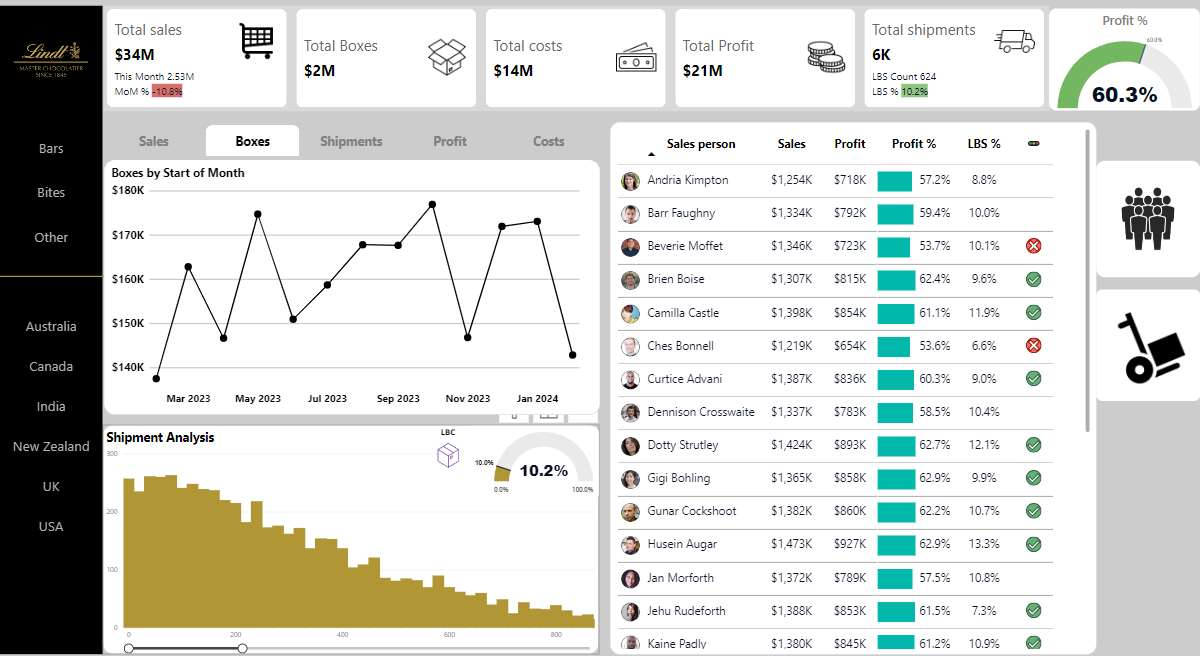 Lindt
MASTER CHOCOLATIER
SINCE 1845
Bars
Bites
Other
Australia
Canada
India
New Zealand
UK
USA
Total sales
$34M
This Month 2.53M
MoM % -10.8%
Total Boxes
$2M
Total costs
$14M
Total Profit
$21M
Total shipments
6K
LBS Count 624
LBS % 10.2%
Profit %
60.0%
60.3%
Sales Boxes Shipments Profit Costs
Boxes by Start of Month
$180K
$170K
$160K
$150K
$140K
Mar 2023 May 2023 Jul 2023 Sep 2023 Nov 2023 Jan 2024
Shipment Analysis
LBC
10.0%
10.2%
0.0% 100.0%
300
200
100
0
0 200 400 600 800
Sales person Sales Profit Profit % LBS %
Andria Kimpton $1,254K $718K 57.2% 8.8%
Barr Faughny $1,334K $792K 59.4% 10.0%
Beverie Moffet $1,346K $723K 53.7% 10.1%
Brien Boise $1,307K $815K 62.4% 9.6%
Camilla Castle $1,398K $854K 61.1% 11.9%
Ches Bonnell $1,219K $654K 53.6% 6.6%
Curtice Advani $1,387K $836K 60.3% 9.0%
Dennison Crosswaite $1,337K $783K 58.5% 10.4%
Dotty Strutley $1,424K $893K 62.7% 12.1%
Gigi Bohling $1,365K $858K 62.9% 9.9%
Gunar Cockshoot $1,382K $860K 62.2% 10.7%
Husein Augar $1,473K $927K 62.9% 13.3%
Jan Morforth $1,372K $789K 57.5% 10.8%
Jehu Rudeforth $1,388K $853K 61.5% 7.3%
Kaine Padly $1,380K $845K 61.2% 10.9%